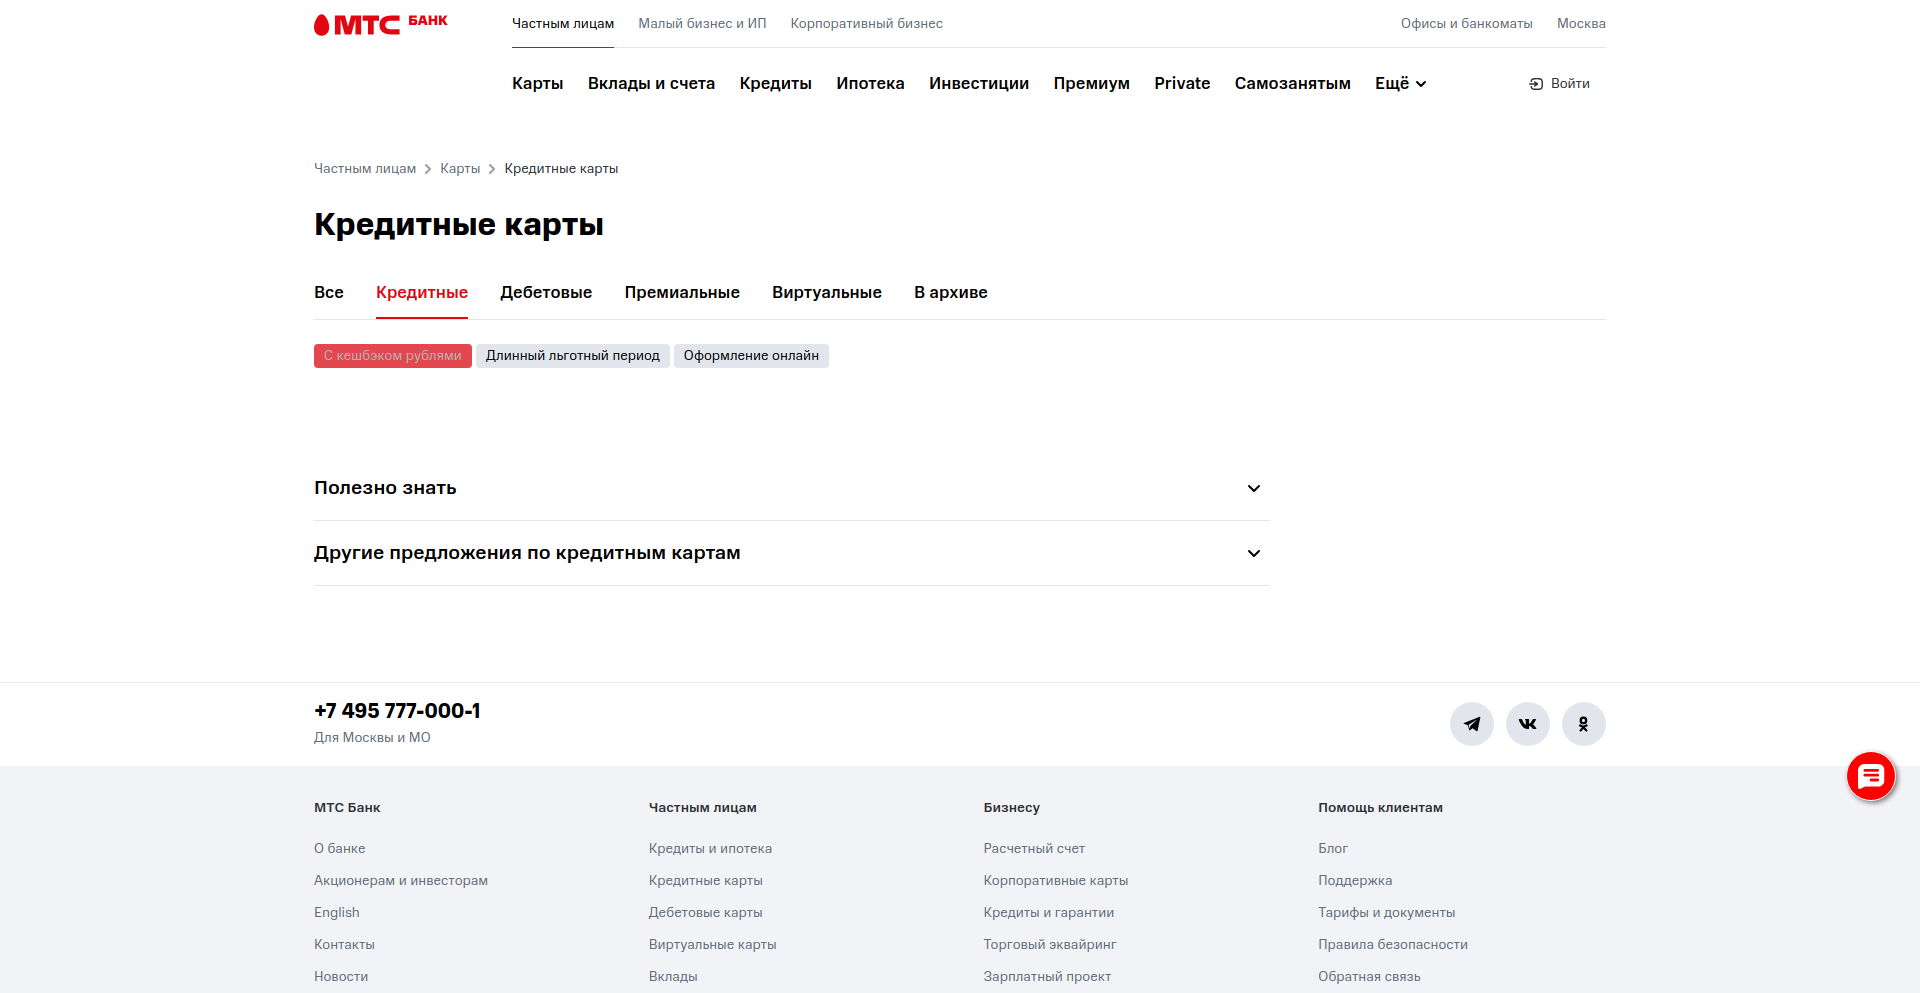 МТС БАНК
Частным лицам Малый бизнес и ИП Корпоративный бизнес Офисы и банкоматы Москва
Карты Вклады и счета Кредиты Ипотека Инвестиции Премиум Private Самозанятым Ещё Войти
Частным лицам Карты Кредитные карты
Кредитные карты
Все Кредитные Дебетовые Премиальные Виртуальные В архиве
С кешбэком рублями Длинный льготный период Оформление онлайн
Полезно знать
Другие предложения по кредитным картам
+7 495 777-000-1
Для Москвы и МО
МТС Банк Частным лицам Бизнесу Помощь клиентам
О банке Кредиты и ипотека Расчетный счет Блог
Акционерам и инвесторам Кредитные карты Корпоративные карты Поддержка
English Дебетовые карты Кредиты и гарантии Тарифы и документы
Контакты Виртуальные карты Торговый эквайринг Правила безопасности
Новости Вклады Зарплатный проект Обратная связь